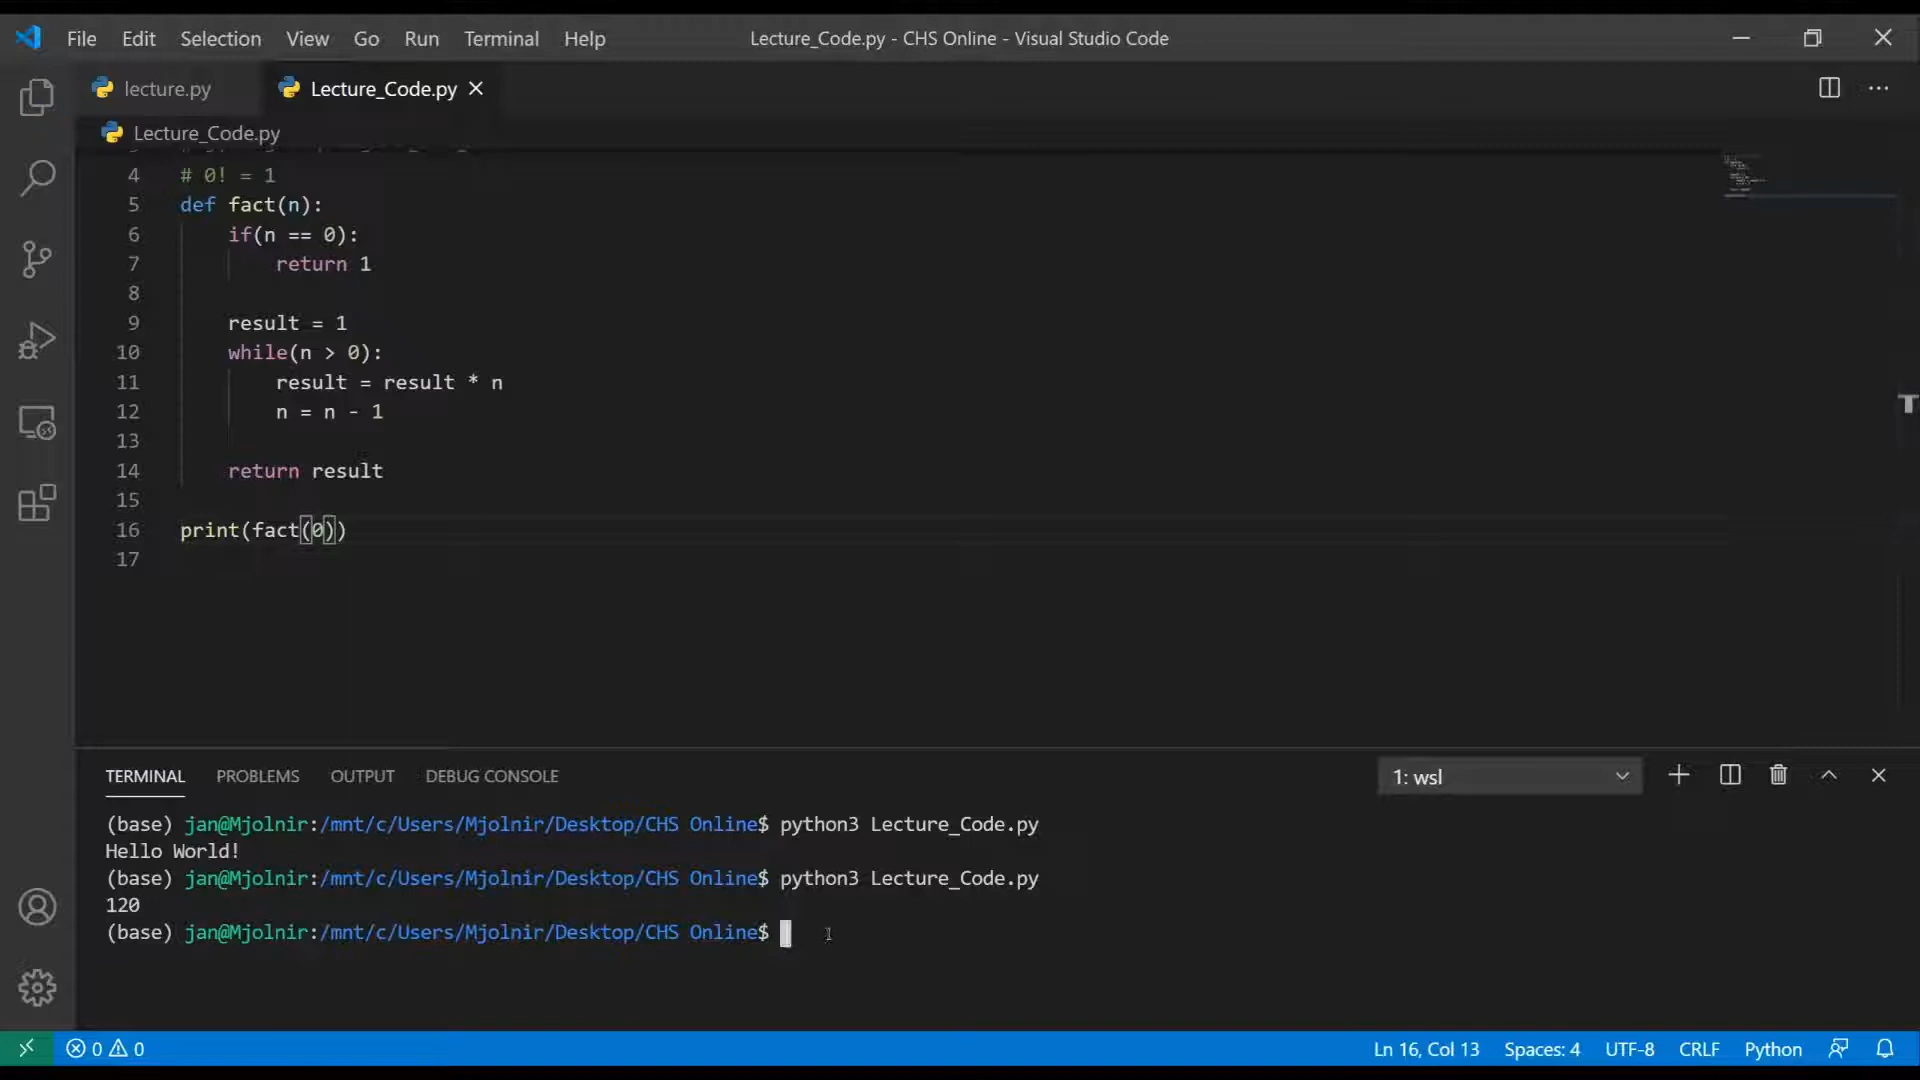 File Edit Selection View Go Run Terminal Help Lecture_Code.py - CHS Online - Visual Studio Code
lecture.py Lecture_Code.py
Lecture_Code.py
4 # 0! = 1
5 def fact(n):
6 if(n == 0):
7 return 1
8
9 result = 1
10 while(n > 0):
11 result = result * n
12 n = n - 1
13
14 return result
15
16 print(fact(0))
17
TERMINAL PROBLEMS OUTPUT DEBUG CONSOLE 1: wsl
(base) jan@Mjolnir:/mnt/c/Users/Mjolnir/Desktop/CHS Online$ python3 Lecture_Code.py
Hello World!
(base) jan@Mjolnir:/mnt/c/Users/Mjolnir/Desktop/CHS Online$ python3 Lecture_Code.py
120
(base) jan@Mjolnir:/mnt/c/Users/Mjolnir/Desktop/CHS Online$
0 0 Ln 16, Col 13 Spaces: 4 UTF-8 CRLF Python